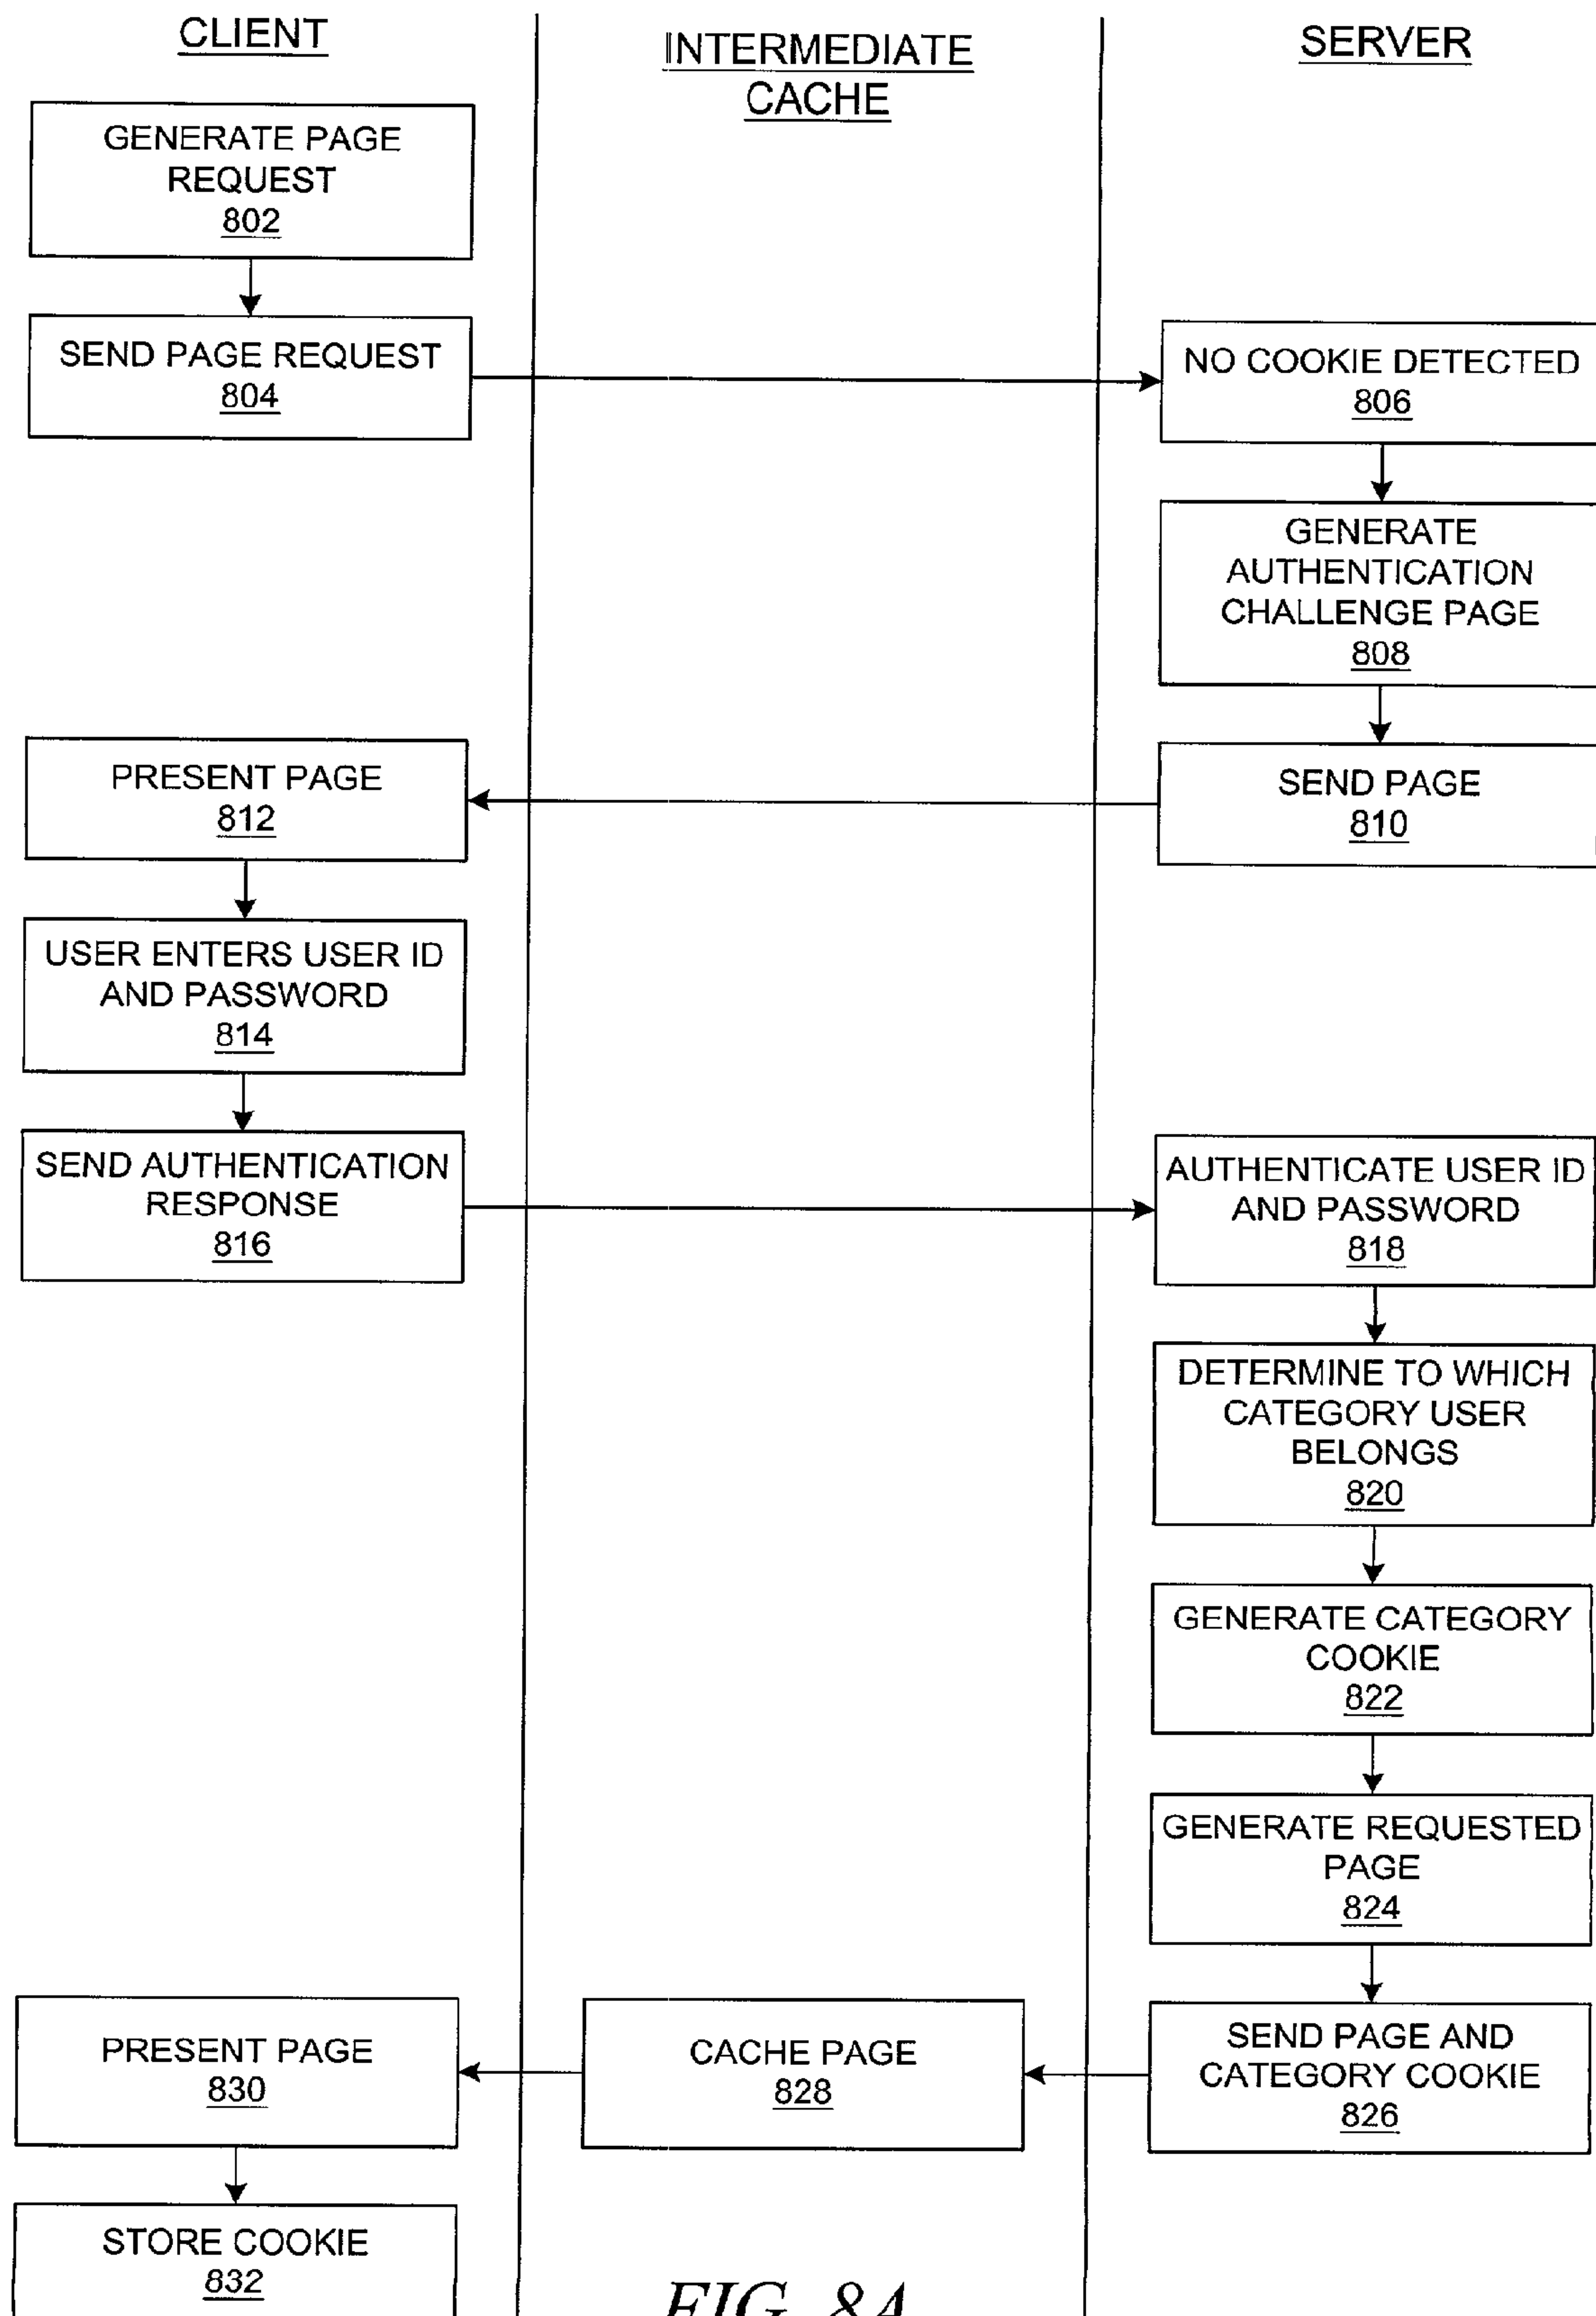 CLIENT
INTERMEDIATE
CACHE
SERVER
GENERATE PAGE
REQUEST
802
SEND PAGE REQUEST
804
NO COOKIE DETECTED
806
GENERATE
AUTHENTICATION
CHALLENGE PAGE
808
SEND PAGE
810
PRESENT PAGE
812
USER ENTERS USER ID
AND PASSWORD
814
SEND AUTHENTICATION
RESPONSE
816
AUTHENTICATE USER ID
AND PASSWORD
818
DETERMINE TO WHICH
CATEGORY USER
BELONGS
820
GENERATE CATEGORY
COOKIE
822
GENERATE REQUESTED
PAGE
824
SEND PAGE AND
CATEGORY COOKIE
826
CACHE PAGE
828
PRESENT PAGE
830
STORE COOKIE
832
FIG. 8A